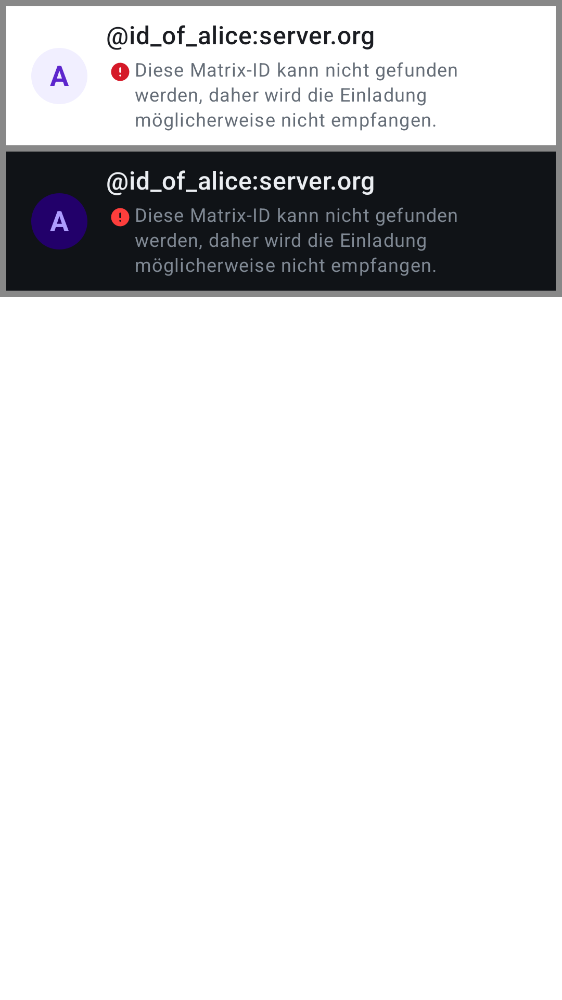 @id_of_alice:server.org
A
Diese Matrix-ID kann nicht gefunden
werden, daher wird die Einladung
möglicherweise nicht empfangen.
@id_of_alice:server.org
A
Diese Matrix-ID kann nicht gefunden
werden, daher wird die Einladung
möglicherweise nicht empfangen.